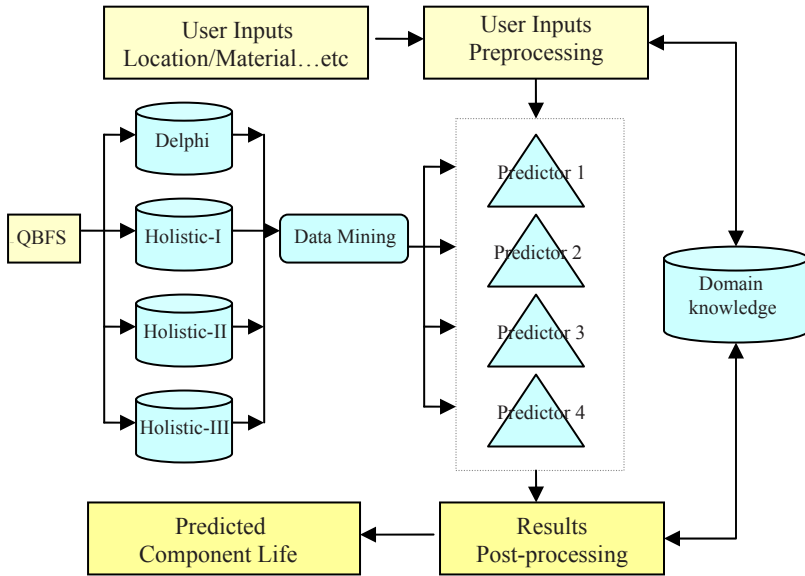 User Inputs
Location/Material…etc
User Inputs
Preprocessing
Delphi
Predictor 1
QBFS
Holistic-I
Data Mining
Predictor 2
Domain
knowledge
Holistic-II
Predictor 3
Holistic-III
Predictor 4
Predicted
Component Life
Results
Post-processing